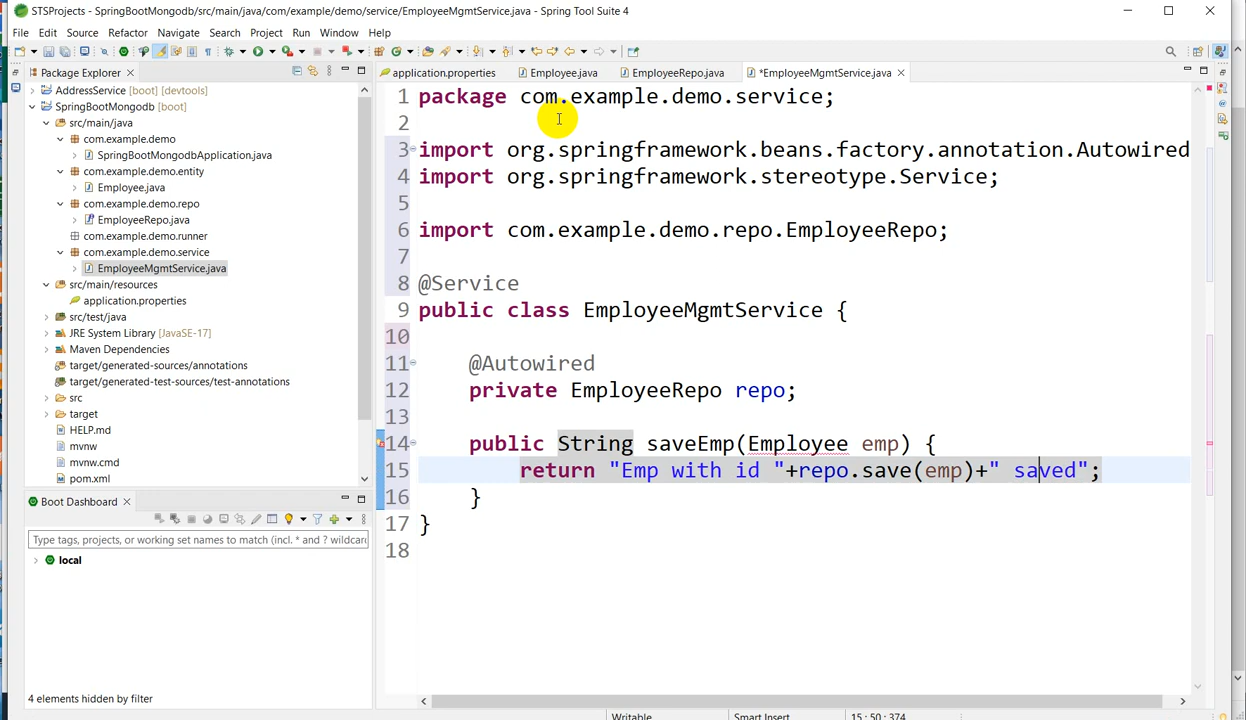 STSProjects - SpringBootMongodb/src/main/java/com/example/demo/service/EmployeeMgmtService.java - Spring Tool Suite 4
File Edit Source Refactor Navigate Search Project Run Window Help
Package Explorer
application.properties Employee.java EmployeeRepo.java *EmployeeMgmtService.java
AddressService [boot] [devtools]
SpringBootMongodb [boot]
src/main/java
com.example.demo
SpringBootMongodbApplication.java
com.example.demo.entity
Employee.java
com.example.demo.repo
EmployeeRepo.java
com.example.demo.runner
com.example.demo.service
EmployeeMgmtService.java
src/main/resources
application.properties
src/test/java
JRE System Library [JavaSE-17]
Maven Dependencies
target/generated-sources/annotations
target/generated-test-sources/test-annotations
src
target
HELP.md
mvnw
mvnw.cmd
pom.xml
Boot Dashboard
Type tags, projects, or working set names to match (incl. * and ? wildcar
local
4 elements hidden by filter
1 package com.example.demo.service;
2
3 import org.springframework.beans.factory.annotation.Autowired
4 import org.springframework.stereotype.Service;
5
6 import com.example.demo.repo.EmployeeRepo;
7
8 @Service
9 public class EmployeeMgmtService {
10
11 @Autowired
12 private EmployeeRepo repo;
13
14 public String saveEmp(Employee emp) {
15 return "Emp with id "+repo.save(emp)+" saved";
16 }
17 }
18
Writable Smart Insert 15 : 50 : 374